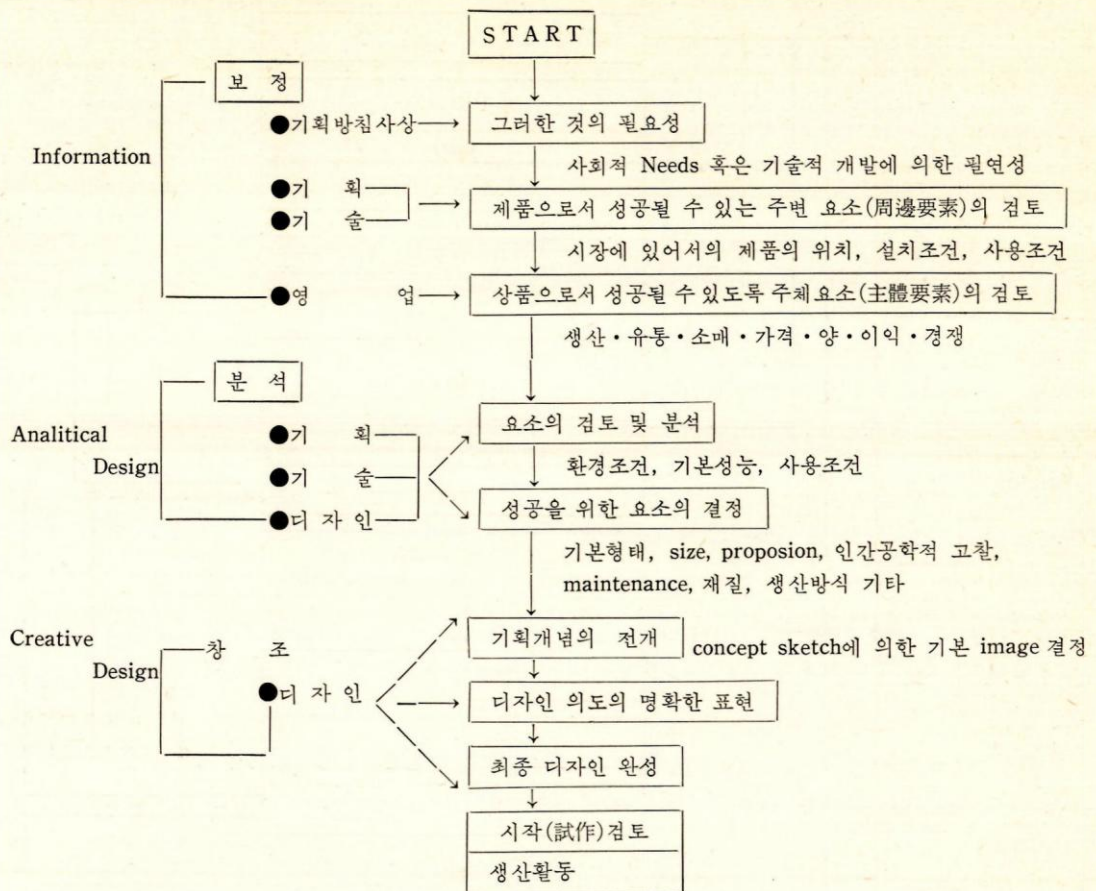 START
보 정
●기획방침사상 → 그러한 것의 필요성
Information
사회적 Needs 혹은 기술적 개발에 의한 필연성
●기 획
●기 술
제품으로서 성공될 수 있는 주변 요소(周邊要素)의 검토
시장에 있어서의 제품의 위치, 설치조건, 사용조건
●영 업 → 상품으로서 성공될 수 있도록 주체요소(主體要素)의 검토
생산・유통・소매・가격・양・이익・경쟁
분 석
요소의 검토 및 분석
Analitical
Design
●기 획
환경조건, 기본성능, 사용조건
●기 술
성공을 위한 요소의 결정
●디 자 인
기본형태, size, proposion, 인간공학적 고찰,
maintenance, 재질, 생산방식 기타
Creative
Design
기획개념의 전개
concept sketch에 의한 기본 image 결정
창 조
●디 자 인
디자인 의도의 명확한 표현
최종 디자인 완성
시작(試作)검토
생산활동